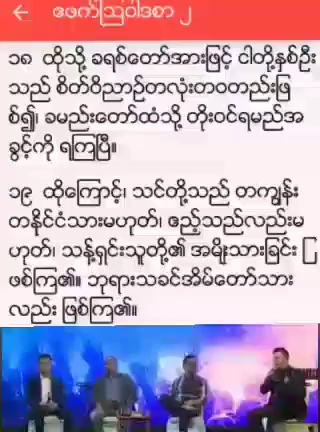 ဧဖက်ဩဝါဒစာ ၂
၁၈ ထိုသို့ ခရစ်တော်အားဖြင့် ငါတို့နှစ်ဦး
သည် စိတ်ဝိညာဉ်တလုံးတဝတည်းဖြ
စ်၍၊ ခမည်းတော်ထံသို့ တိုးဝင်ရမည်အ
ခွင့်ကို ရကြပြီ။
၁၉ ထိုကြောင့်၊ သင်တို့သည် တကျွန်း
တနိုင်ငံသားမဟုတ်၊ ဧည့်သည်လည်းမ
ဟုတ်၊ သန့်ရှင်းသူတို့၏ အမျိုးသားခြင်း ြ
ဖစ်ကြ၏။ ဘုရားသခင်အိမ်တော်သား
လည်း ဖြစ်ကြ၏။